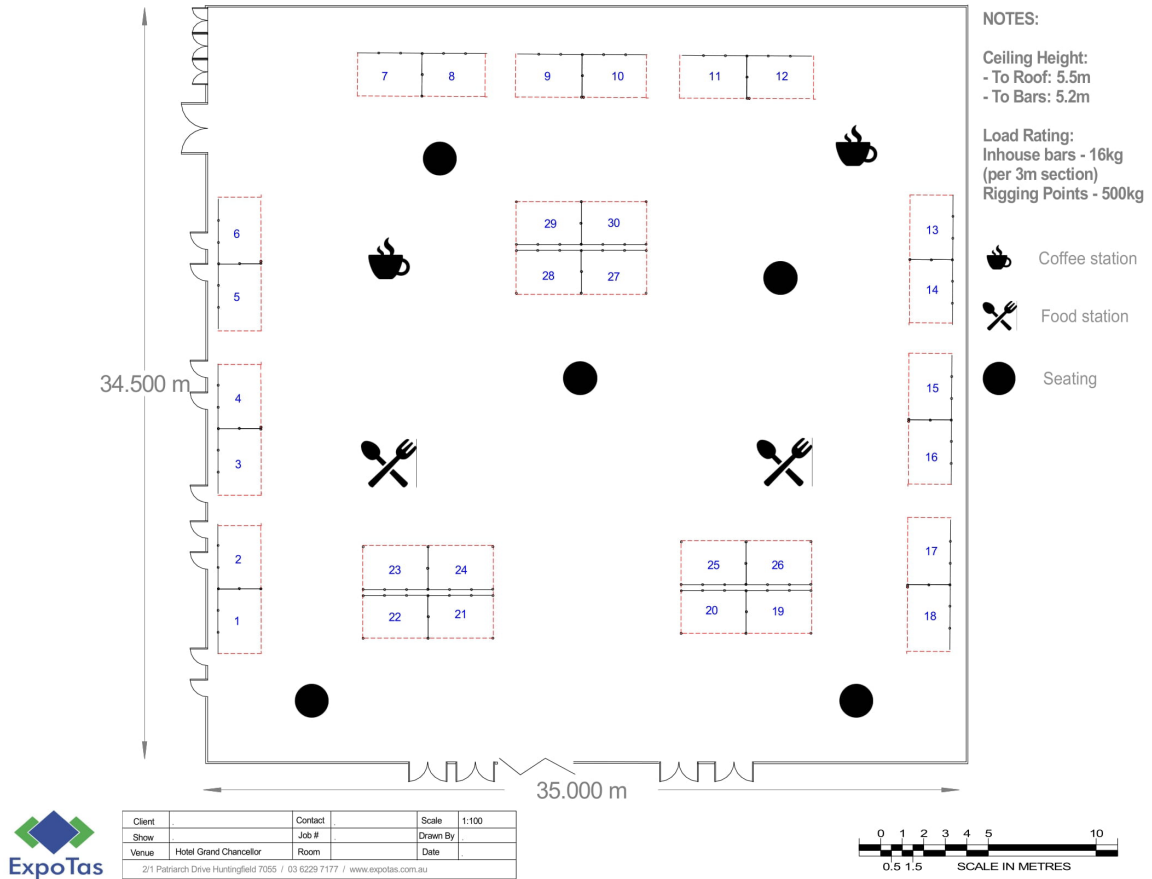 NOTES:
Ceiling Height:
- To Roof: 5.5m
- To Bars: 5.2m
Load Rating:
Inhouse bars - 16kg
(per 3m section)
Rigging Points - 500kg
Coffee station
Food station
Seating
7 8 9 10 11 12
29 30
28 27
6
5
4
3
2
1
13
14
15
16
17
18
23 24
22 21
25 26
20 19
34.500 m
35.000 m
ExpoTas
Client . Contact . Scale 1:100
Show . Job # . Drawn By .
Venue Hotel Grand Chancellor Room Date .
2/1 Patriarch Drive Huntingfield 7055 / 03 6229 7177 / www.expotas.com.au
0 1 2 3 4 5 10
0.5 1.5 SCALE IN METRES